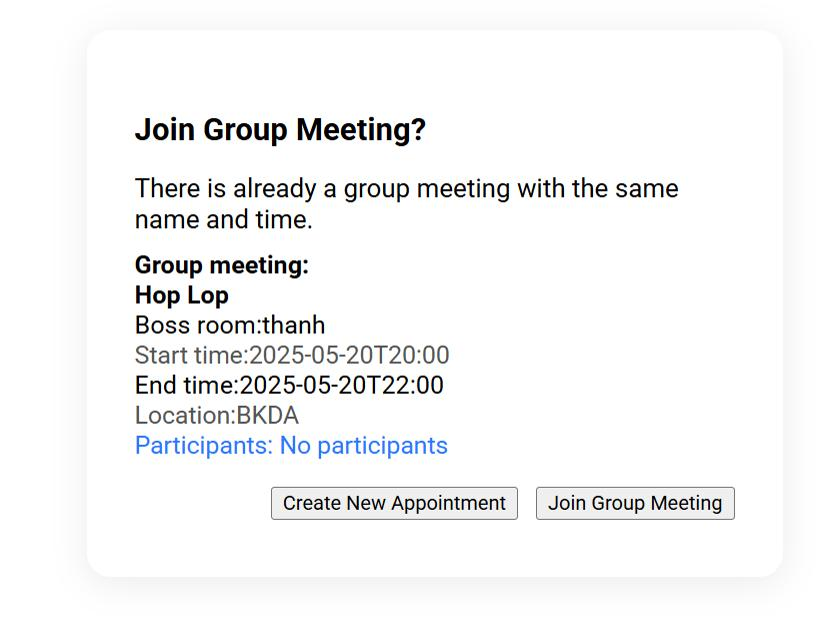 Join Group Meeting?
There is already a group meeting with the same
name and time.
Group meeting:
Hop Lop
Boss room:thanh
Start time:2025-05-20T20:00
End time:2025-05-20T22:00
Location:BKDA
Participants: No participants
Create New Appointment
Join Group Meeting